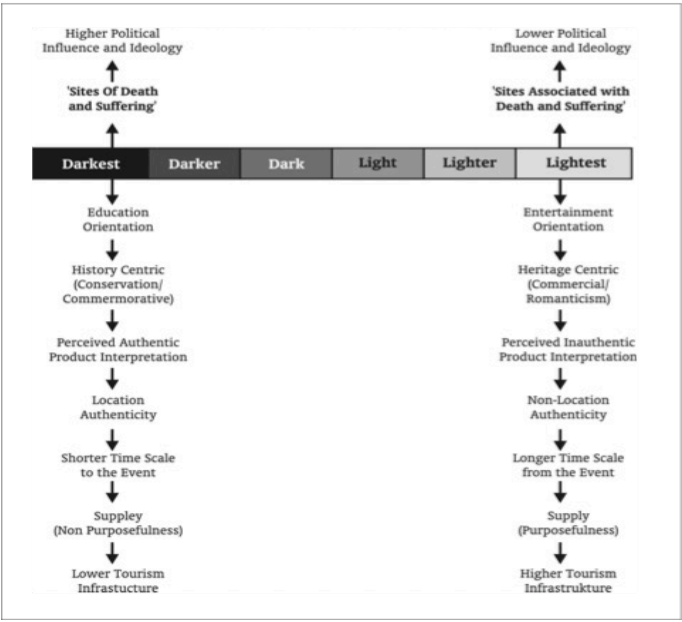 Higher Political
Influence and Ideology
Lower Political
Influence and Ideology
'Sites Of Death
and Suffering'
'Sites Associated with
Death and Suffering'
Darkest
Darker
Dark
Light
Lighter
Lightest
Education
Orientation
History Centric
(Conservation/
Commermorative)
Perceived Authentic
Product Interpretation
Location
Authenticity
Shorter Time Scale
to the Event
Suppley
(Non Purposefulness)
Lower Tourism
Infrastucture
Entertainment
Orientation
Heritage Centric
(Commercial/
Romanticism)
Perceived Inauthentic
Product Interpretation
Non-Location
Authenticity
Longer Time Scale
from the Event
Supply
(Purposefulness)
Higher Tourism
Infrastrukture